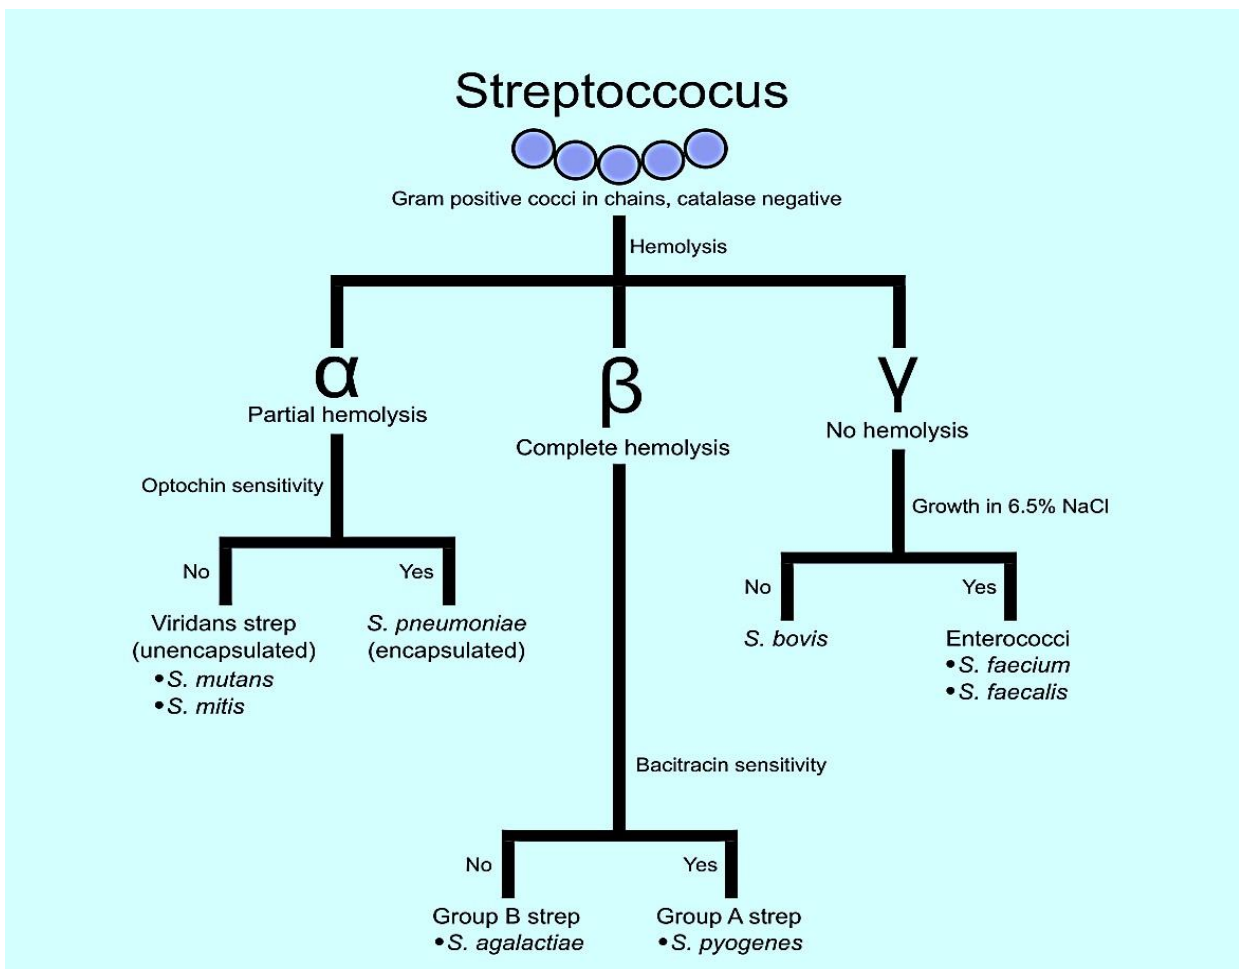 Streptoccocus
Gram positive cocci in chains, catalase negative
Hemolysis
α
Partial hemolysis
Optochin sensitivity
No
Yes
Viridans strep
(unencapsulated)
•S. mutans
•S. mitis
S. pneumoniae
(encapsulated)
β
Complete hemolysis
Bacitracin sensitivity
No
Yes
Group B strep
•S. agalactiae
Group A strep
•S. pyogenes
γ
No hemolysis
Growth in 6.5% NaCl
No
Yes
S. bovis
Enterococci
•S. faecium
•S. faecalis